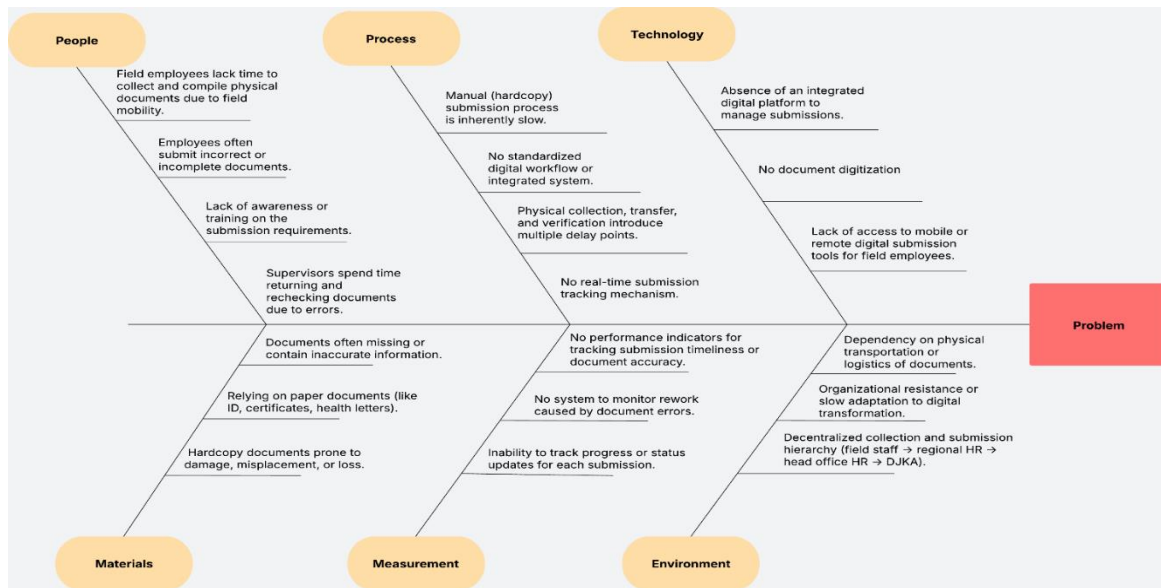 People
Process
Technology
Field employees lack time to
collect and compile physical
documents due to field
mobility.
Employees often
submit incorrect or
incomplete documents.
Lack of awareness or
training on the
submission requirements.
Supervisors spend time
returning and
rechecking documents
due to errors.
Manual (hardcopy)
submission process
is inherently slow.
No standardized
digital workflow or
integrated system.
Physical collection, transfer,
and verification introduce
multiple delay points.
No real-time submission
tracking mechanism.
Absence of an integrated
digital platform to
manage submissions.
No document digitization
Lack of access to mobile or
remote digital submission
tools for field employees.
Problem
Documents often missing or
contain inaccurate information.
Relying on paper documents (like
ID, certificates, health letters).
Hardcopy documents prone to
damage, misplacement, or loss.
No performance indicators for
tracking submission timeliness or
document accuracy.
No system to monitor rework
caused by document errors.
Inability to track progress or status
updates for each submission.
Dependency on physical
transportation or
logistics of documents.
Organizational resistance or
slow adaptation to digital
transformation.
Decentralized collection and submission
hierarchy (field staff → regional HR →
head office HR → DJKA).
Materials
Measurement
Environment